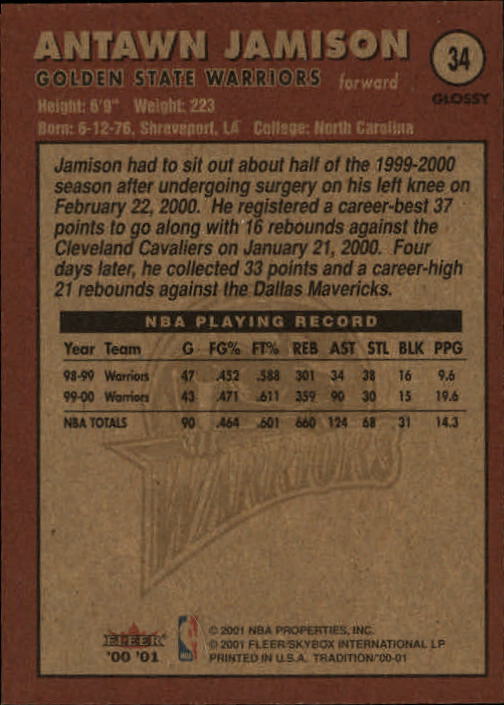 ANTAWN JAMISON
34
GOLDEN STATE WARRIORS forward
GLOSSY
Height: 6'9" Weight: 223
Born: 6-12-76, Shreveport, LA College: North Carolina
Jamison had to sit out about half of the 1999-2000
season after undergoing surgery on his left knee on
February 22, 2000. He registered a career-best 37
points to go along with 16 rebounds against the
Cleveland Cavaliers on January 21, 2000. Four
days later, he collected 33 points and a career-high
21 rebounds against the Dallas Mavericks.
NBA PLAYING RECORD
Year Team G FG% FT% REB AST STL BLK PPG
98-99 Warriors 47 .452 .588 301 34 38 16 9.6
99-00 Warriors 43 .471 .611 359 90 30 15 19.6
NBA TOTALS 90 .464 .601 660 124 68 31 14.3
WARRIORS
FLEER
'00 '01
NBA
© 2001 NBA PROPERTIES, INC.
© 2001 FLEER/SKYBOX INTERNATIONAL LP
PRINTED IN U.S.A. TRADITION/'00-01